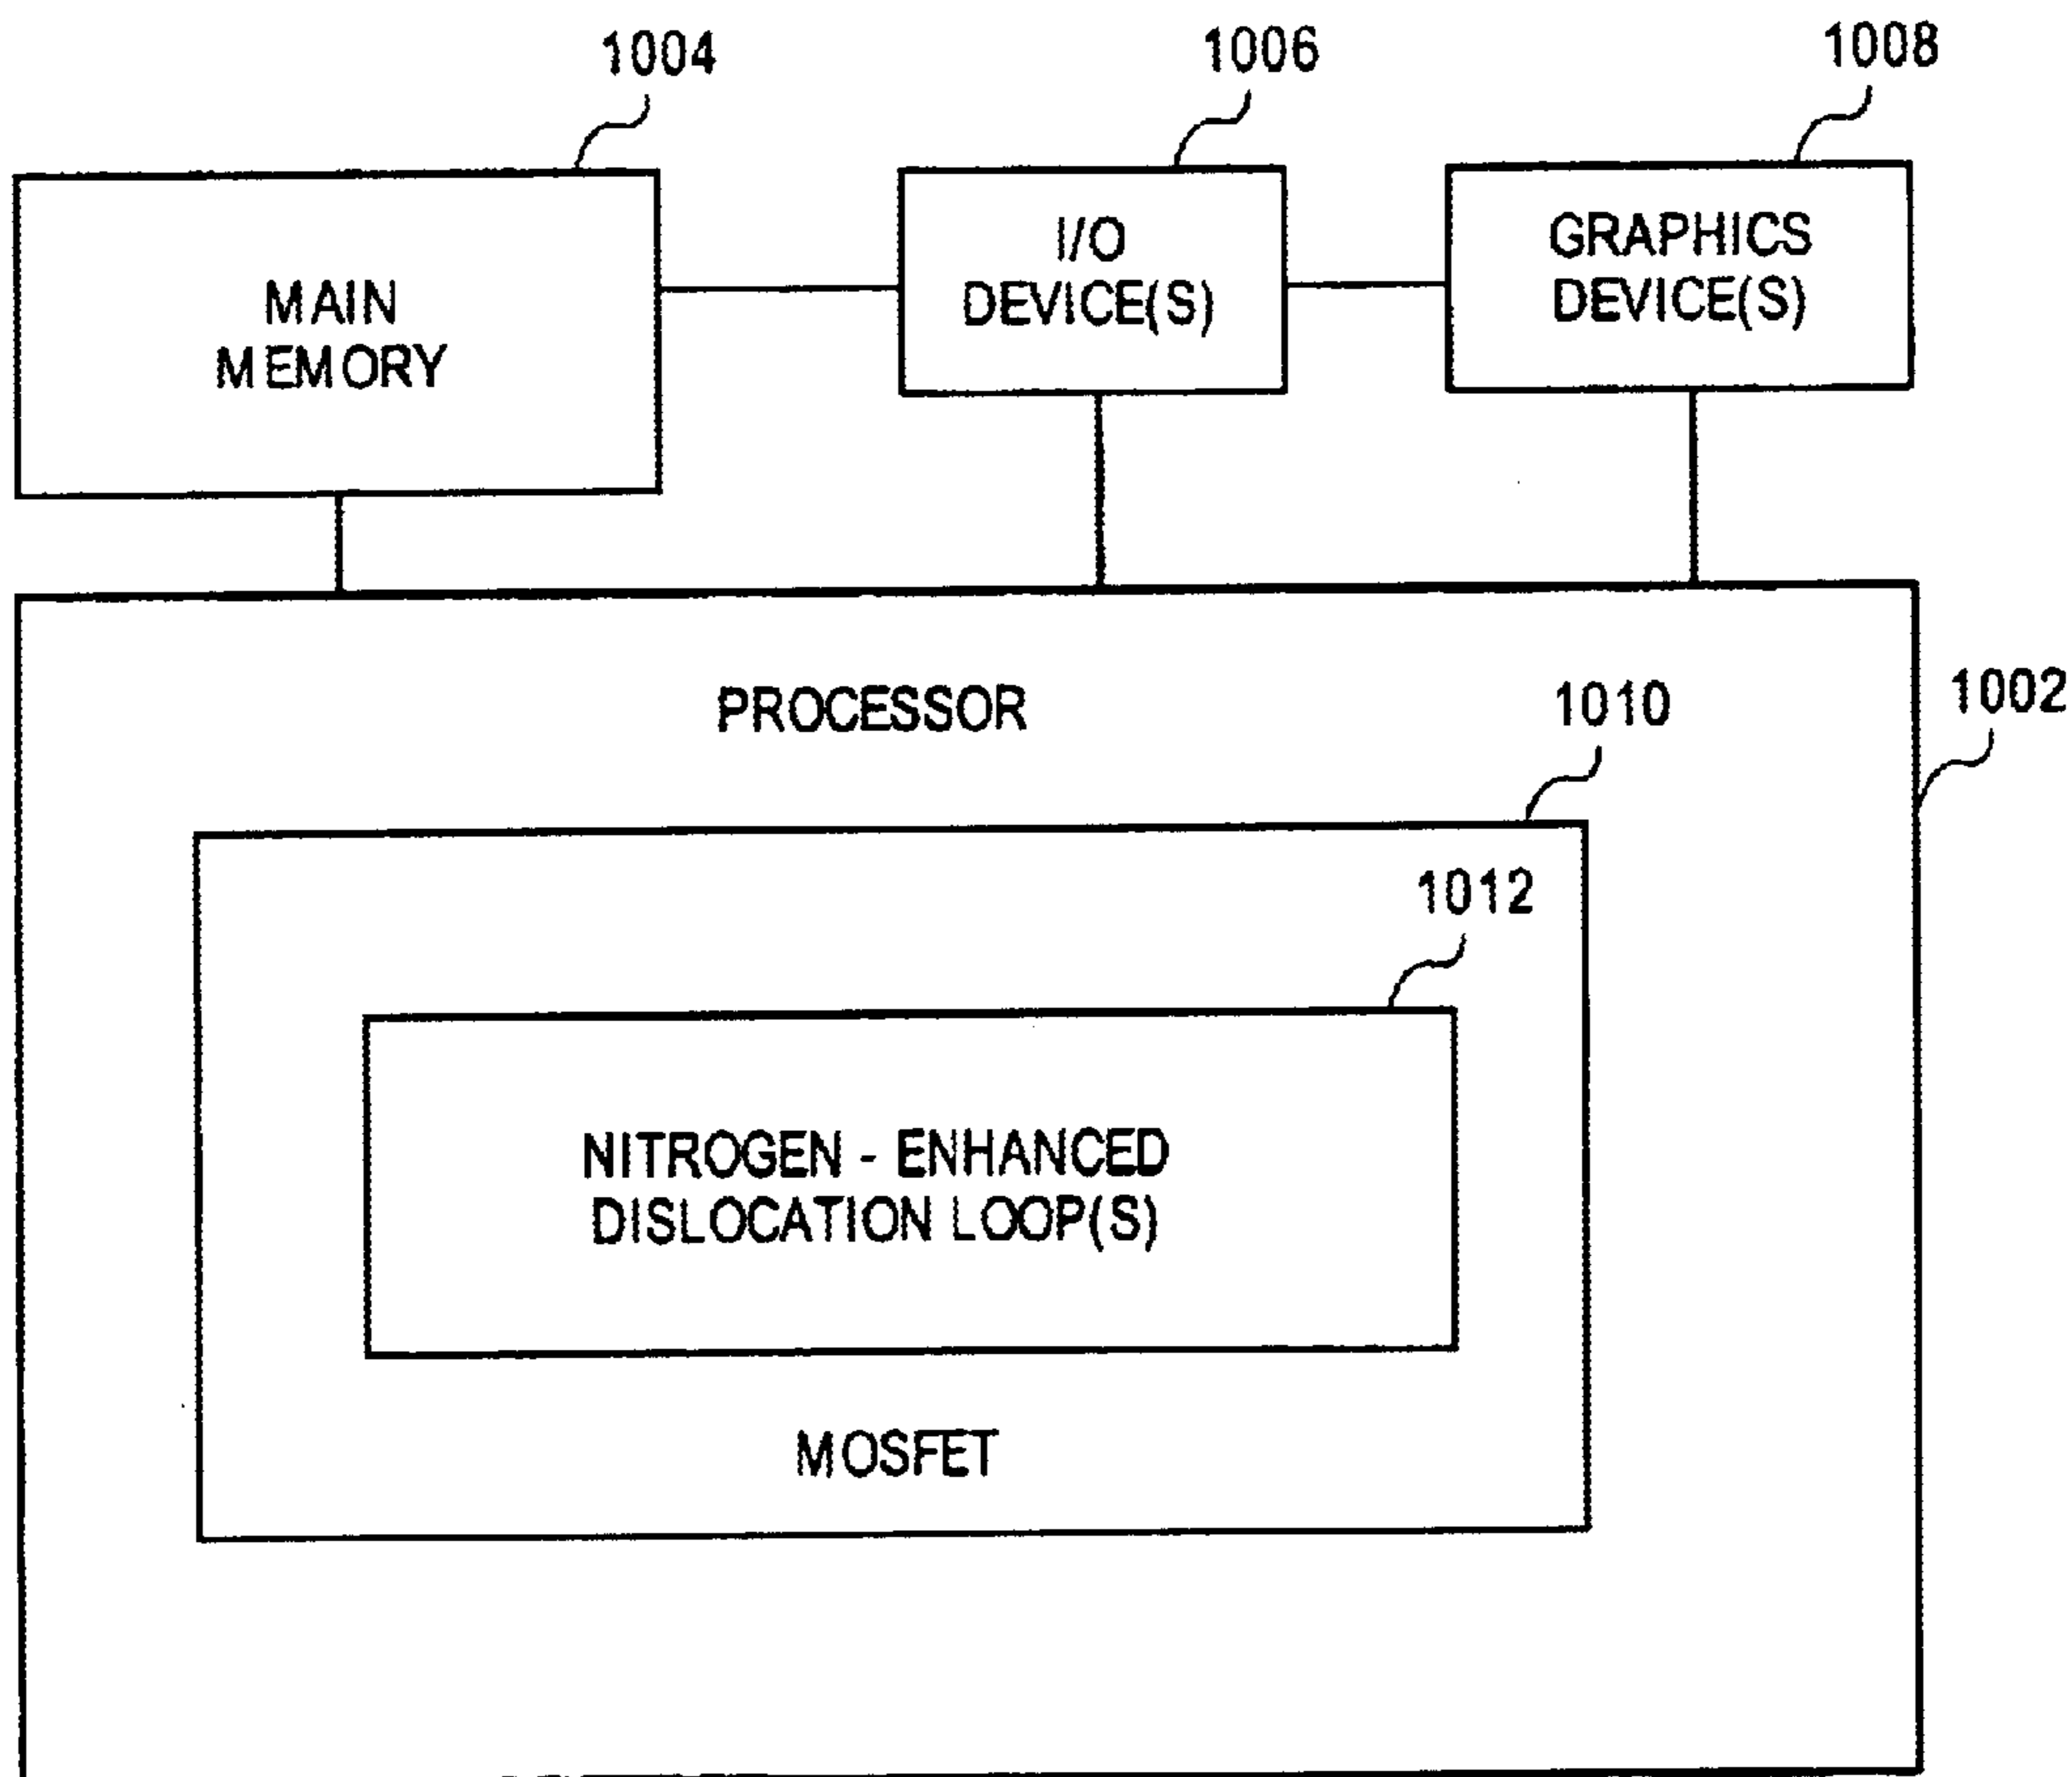 1004
1006
1008
MAIN
MEMORY
I/O
DEVICE(S)
GRAPHICS
DEVICE(S)
PROCESSOR
1010
1002
1012
NITROGEN - ENHANCED
DISLOCATION LOOP(S)
MOSFET